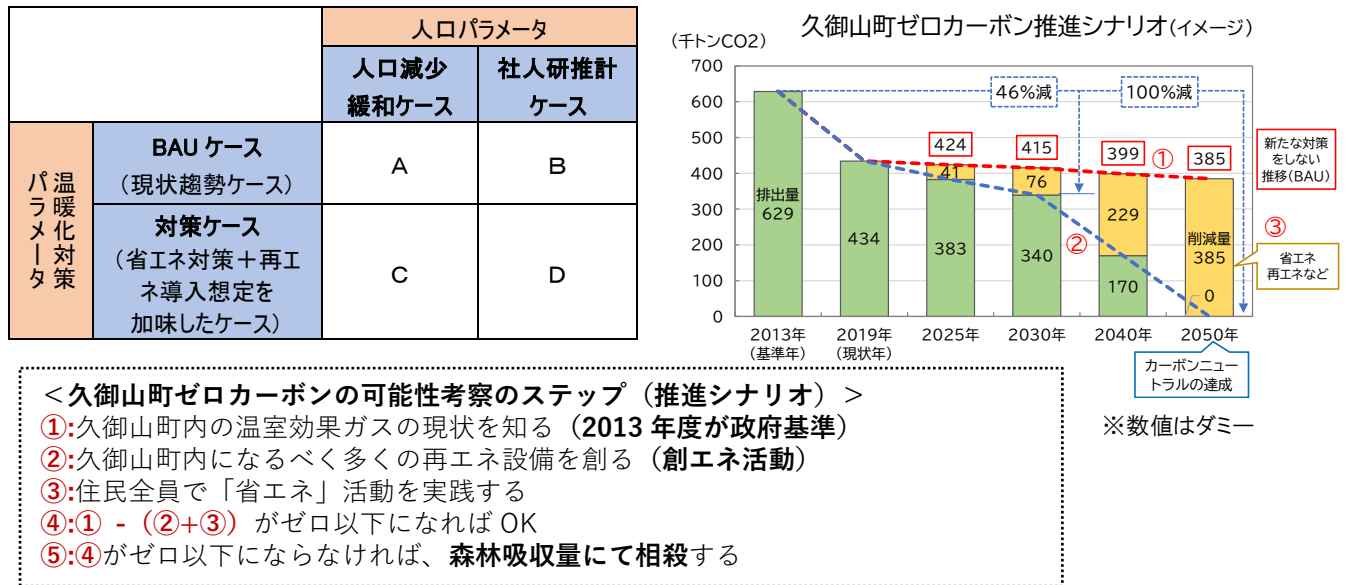 人口パラメータ
人口減少
緩和ケース
社人研推計
ケース
温暖化対策
パラメータ
BAU ケース
（現状趨勢ケース）
A
B
対策ケース
（省エネ対策＋再エ
ネ導入想定を
加味したケース）
C
D
久御山町ゼロカーボン推進シナリオ(イメージ)
(千トンCO2)
700
600
500
400
300
200
100
0
46%減
100%減
424
415
399
385
①
②
③
41
76
229
削減量
385
排出量
629
434
383
340
170
0
新たな対策
をしない
推移(BAU)
省エネ
再エネなど
2013年
(基準年)
2019年
(現状年)
2025年
2030年
2040年
2050年
カーボンニュー
トラルの達成
※数値はダミー
＜久御山町ゼロカーボンの可能性考察のステップ（推進シナリオ）＞
①:久御山町内の温室効果ガスの現状を知る（2013 年度が政府基準）
②:久御山町内になるべく多くの再エネ設備を創る（創エネ活動）
③:住民全員で「省エネ」活動を実践する
④:① -（②+③）がゼロ以下になれば OK
⑤:④がゼロ以下にならなければ、森林吸収量にて相殺する